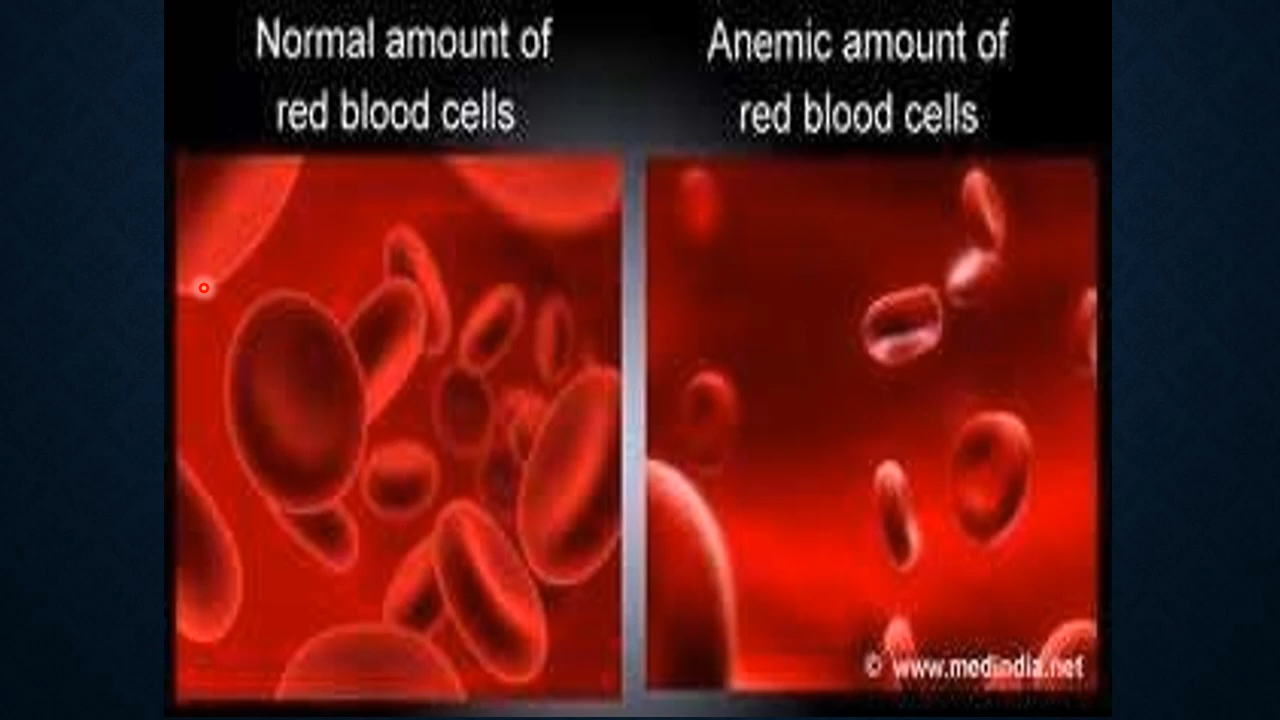 Normal amount of
red blood cells
Anemic amount of
red blood cells
© www.medindia.net